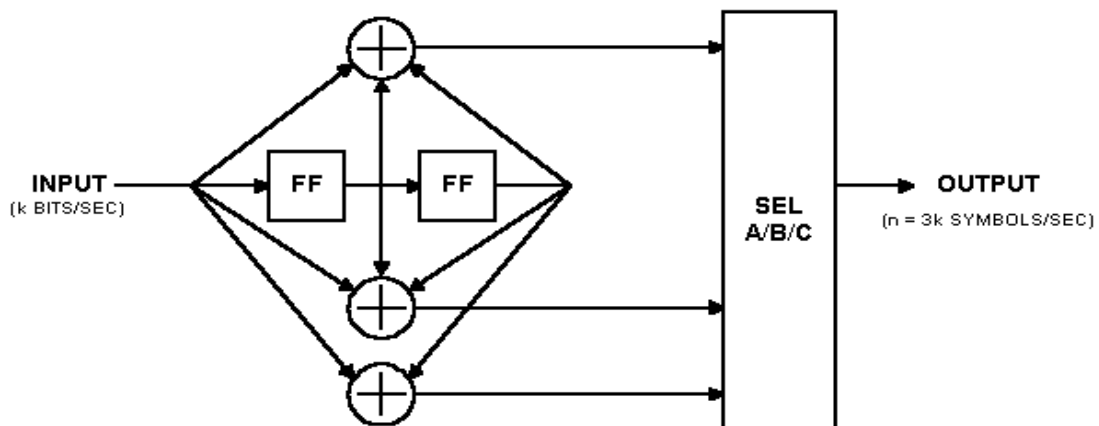 INPUT
(k BITS/SEC)
FF
FF
SEL
A/B/C
OUTPUT
(n = 3k SYMBOLS/SEC)